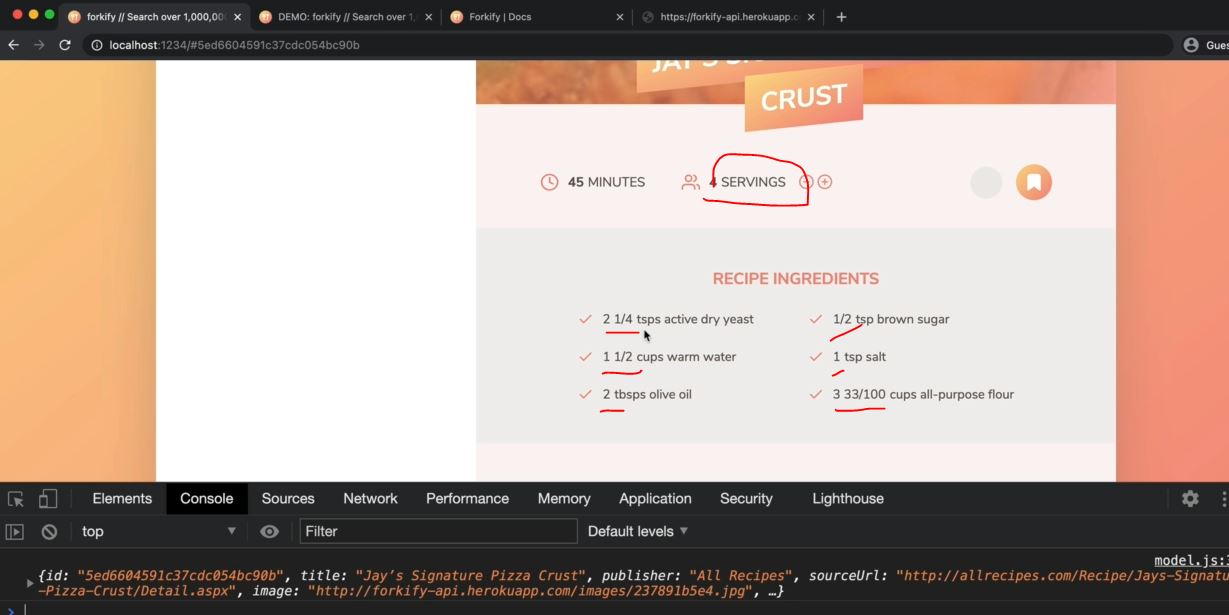 forkify // Search over 1,000,00
DEMO: forkify // Search over 1,
Forkify | Docs
https://forkify-api.herokuapp.c
localhost:1234/#5ed6604591c37cdc054bc90b
Gues
JAY'S
CRUST
45 MINUTES
4 SERVINGS
RECIPE INGREDIENTS
2 1/4 tsps active dry yeast
1/2 tsp brown sugar
1 1/2 cups warm water
1 tsp salt
2 tbsps olive oil
3 33/100 cups all-purpose flour
Elements Console Sources Network Performance Memory Application Security Lighthouse
top Filter Default levels
model.js:3
{id: "5ed6604591c37cdc054bc90b", title: "Jay’s Signature Pizza Crust", publisher: "All Recipes", sourceUrl: "http://allrecipes.com/Recipe/Jays-Signatu
-Pizza-Crust/Detail.aspx", image: "http://forkify-api.herokuapp.com/images/237891b5e4.jpg", …}